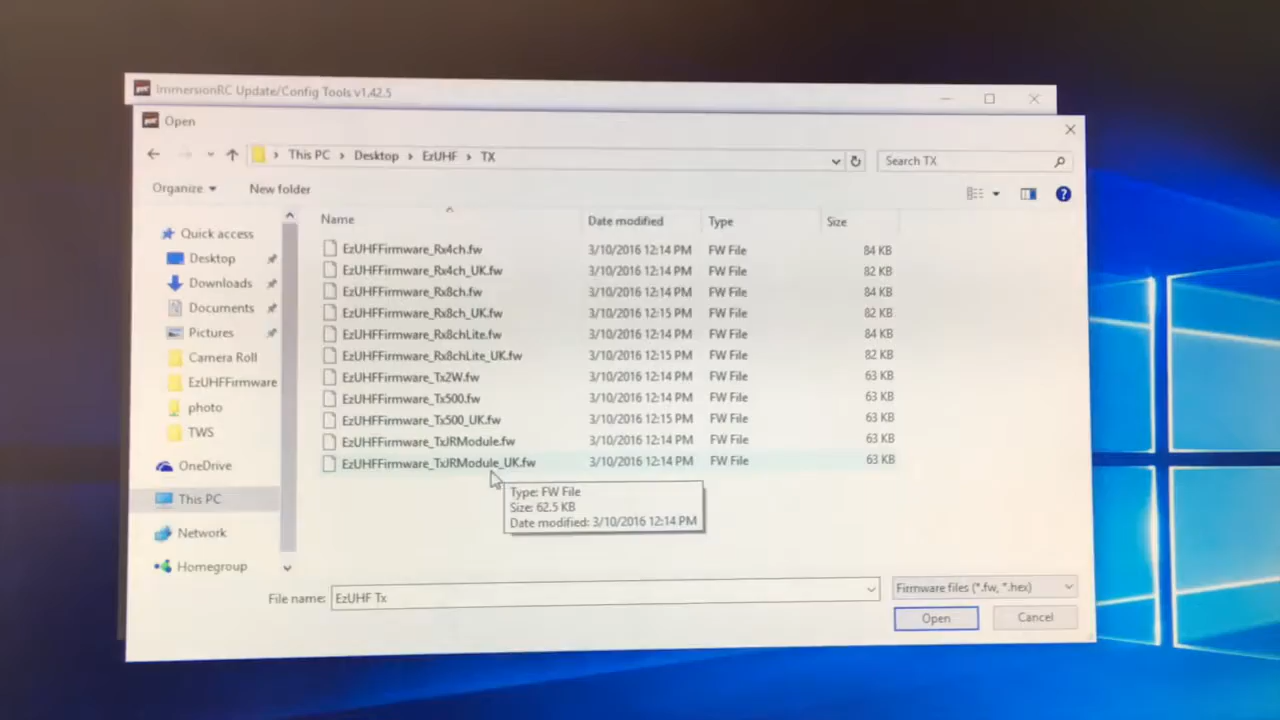 ImmersionRC Update/Config Tools v1.42.5
Open
This PC > Desktop > EzUHF > TX
Search TX
Organize
New folder
Name
Date modified
Type
Size
Quick access
Desktop
Downloads
Documents
Pictures
Camera Roll
EzUHFFirmware
photo
TWS
OneDrive
This PC
Network
Homegroup
EzUHFFirmware_Rx4ch.fw 3/10/2016 12:14 PM FW File 84 KB
EzUHFFirmware_Rx4ch_UK.fw 3/10/2016 12:14 PM FW File 82 KB
EzUHFFirmware_Rx8ch.fw 3/10/2016 12:14 PM FW File 84 KB
EzUHFFirmware_Rx8ch_UK.fw 3/10/2016 12:15 PM FW File 82 KB
EzUHFFirmware_Rx8chLite.fw 3/10/2016 12:14 PM FW File 84 KB
EzUHFFirmware_Rx8chLite_UK.fw 3/10/2016 12:15 PM FW File 82 KB
EzUHFFirmware_Tx2W.fw 3/10/2016 12:14 PM FW File 63 KB
EzUHFFirmware_Tx500.fw 3/10/2016 12:14 PM FW File 63 KB
EzUHFFirmware_Tx500_UK.fw 3/10/2016 12:15 PM FW File 63 KB
EzUHFFirmware_TxJRModule.fw 3/10/2016 12:14 PM FW File 63 KB
EzUHFFirmware_TxJRModule_UK.fw 3/10/2016 12:14 PM FW File 63 KB
Type: FW File
Size: 62.5 KB
Date modified: 3/10/2016 12:14 PM
File name: EzUHF Tx
Firmware files (*.fw, *.hex)
Open
Cancel